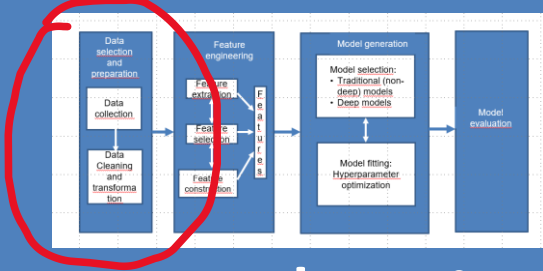 Data
selection
and
preparation
Data
collection
Data
Cleaning
and
transforma
tion
Feature
engineering
Feature
extraction
Feature
selection
Feature
construction
F
e
a
t
u
r
e
s
Model generation
Model selection:
• Traditional (non-
deep) models
• Deep models
Model fitting:
Hyperparameter
optimization
Model
evaluation